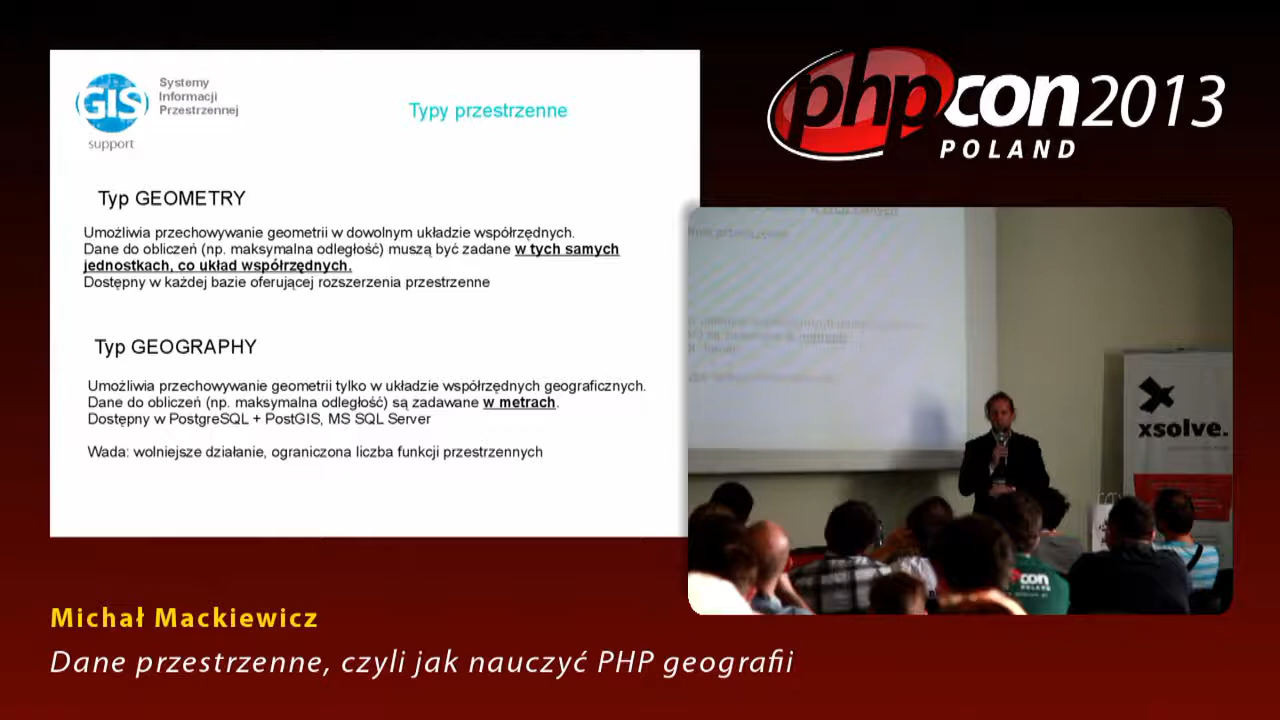 GIS
Systemy
Informacji
Przestrzennej
support
Typy przestrzenne
Typ GEOMETRY
Umożliwia przechowywanie geometrii w dowolnym układzie współrzędnych.
Dane do obliczeń (np. maksymalna odległość) muszą być zadane w tych samych
jednostkach, co układ współrzędnych.
Dostępny w każdej bazie oferującej rozszerzenia przestrzenne
Typ GEOGRAPHY
Umożliwia przechowywanie geometrii tylko w układzie współrzędnych geograficznych.
Dane do obliczeń (np. maksymalna odległość) są zadawane w metrach.
Dostępny w PostgreSQL + PostGIS, MS SQL Server
Wada: wolniejsze działanie, ograniczona liczba funkcji przestrzennych
phpcon 2013
POLAND
xsolve.
con
Michał Mackiewicz
Dane przestrzenne, czyli jak nauczyć PHP geografii